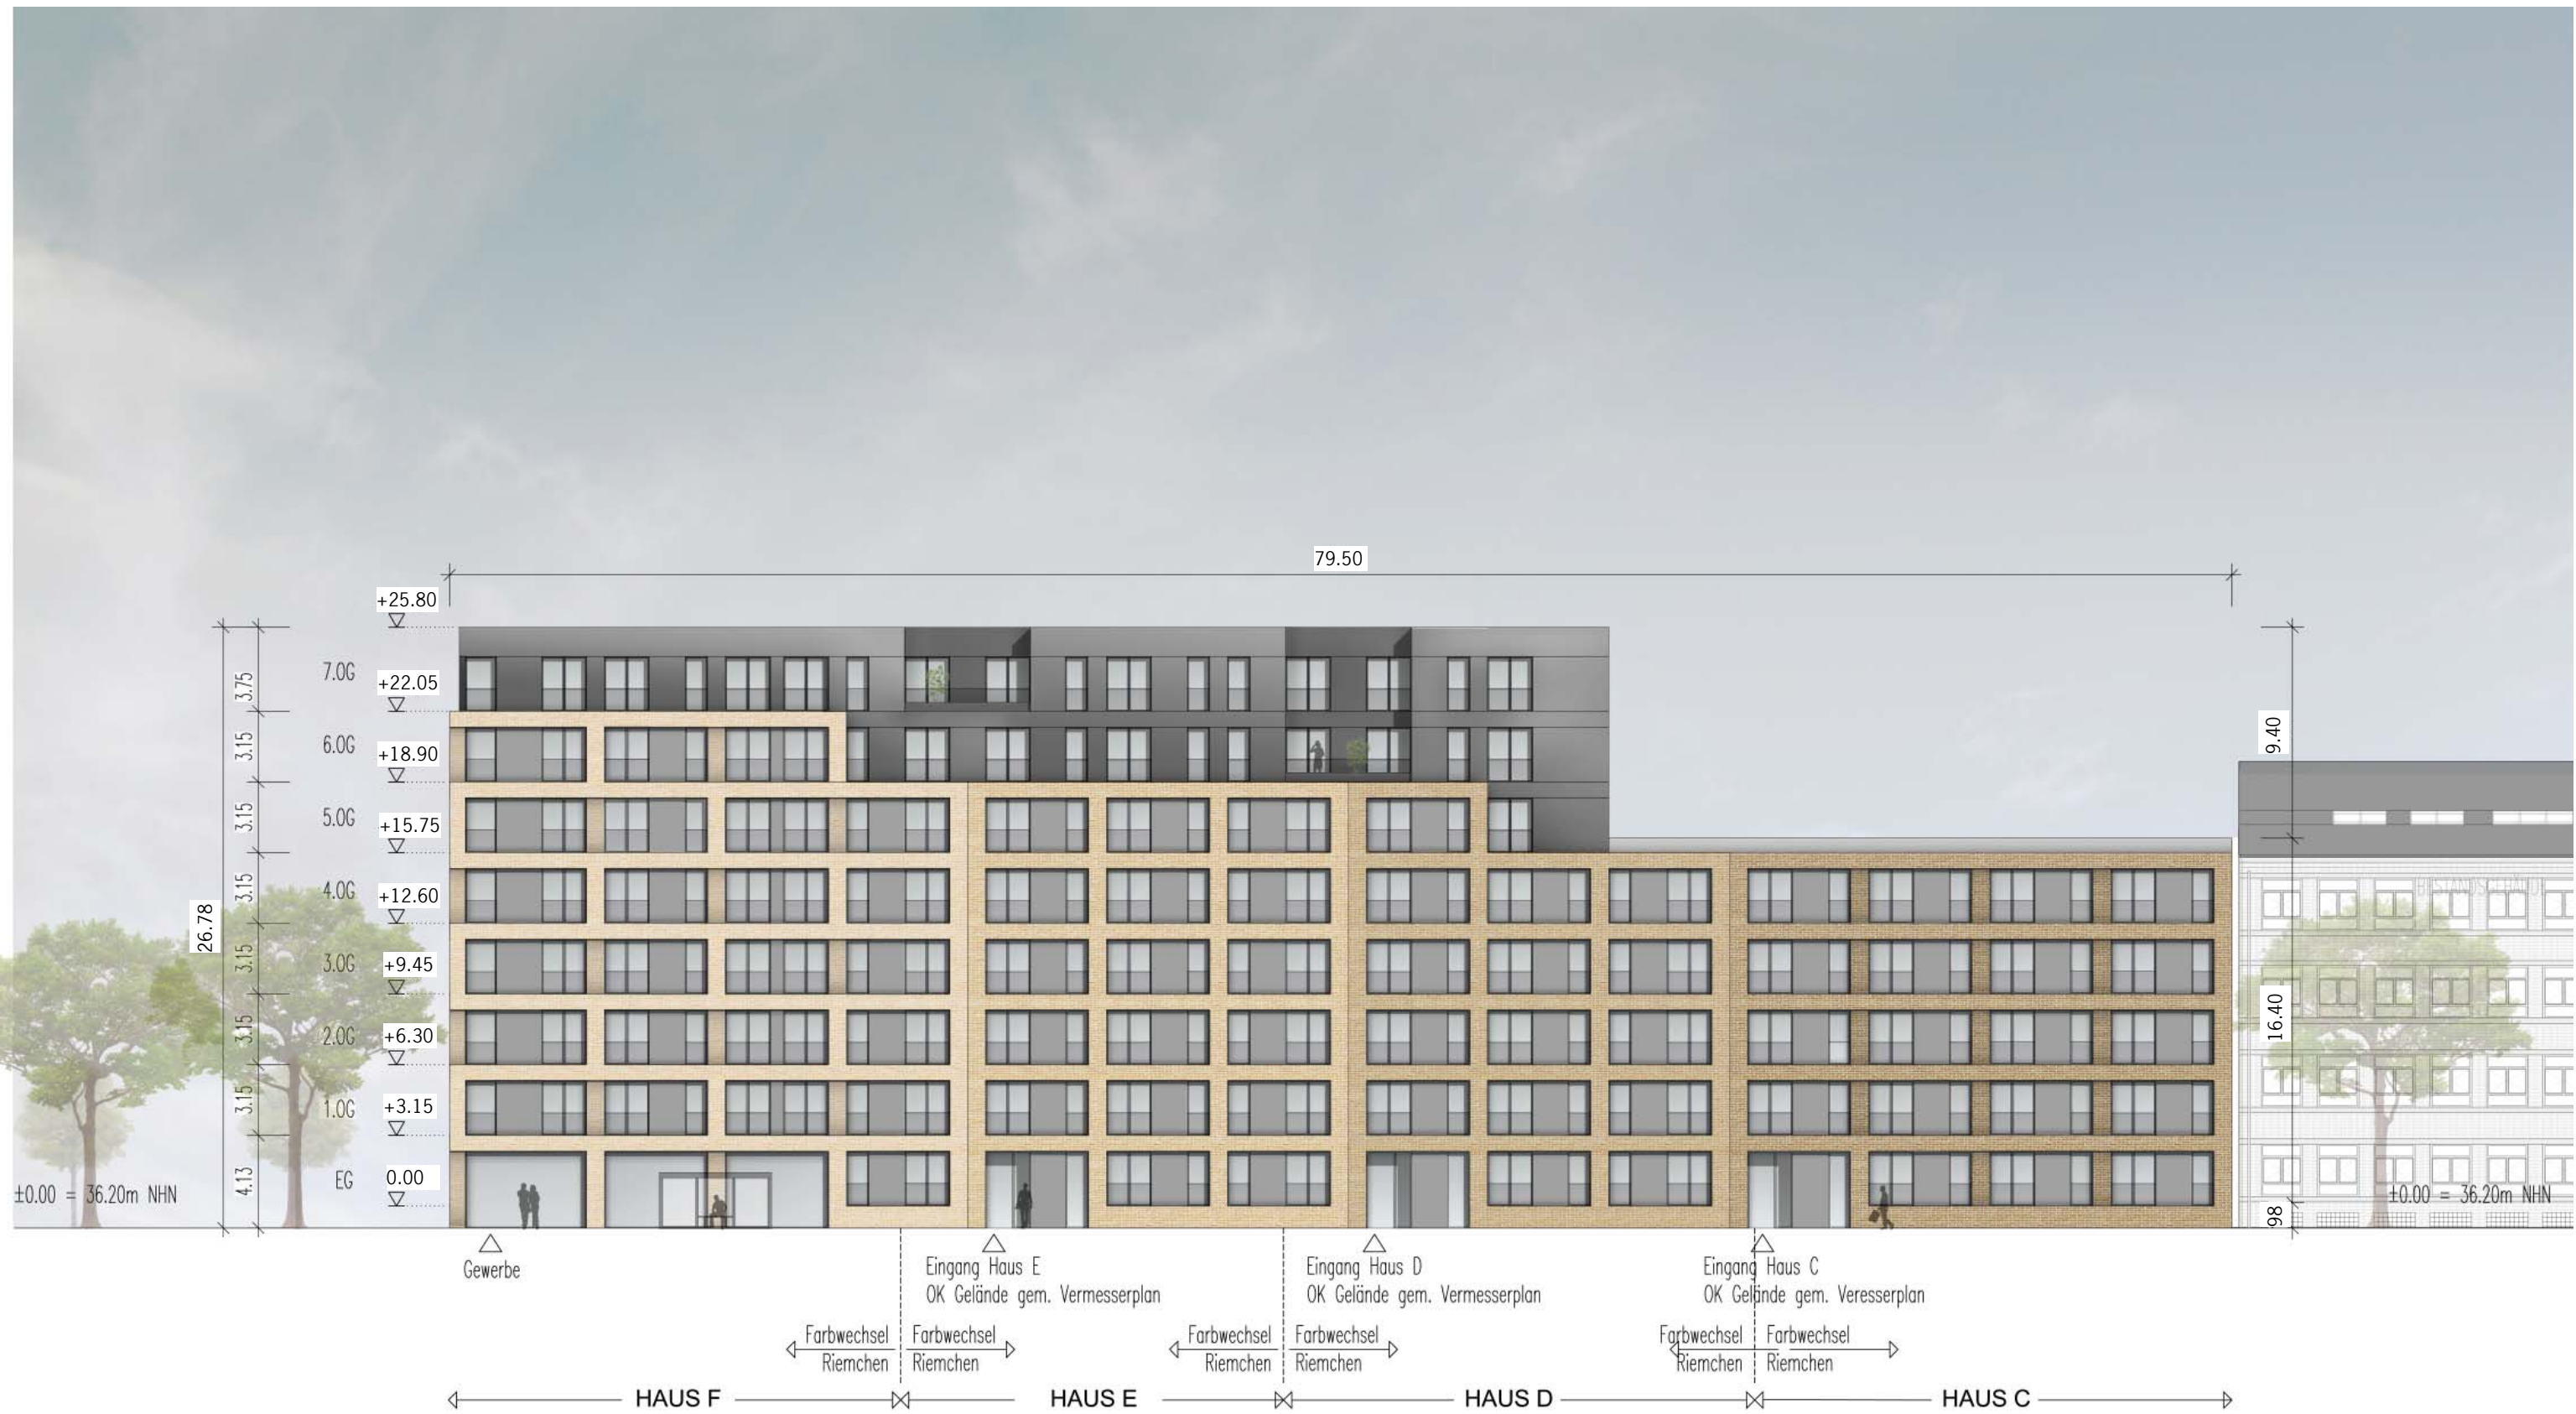 79.50
+25.80
7.OG
3.75
+22.05
6.OG
3.15
+18.90
9.40
5.OG
3.15
+15.75
4.OG
3.15
+12.60
BESTANDSGEBÄUDE
26.78
3.OG
3.15
+9.45
2.OG
3.15
+6.30
16.40
1.OG
3.15
+3.15
EG
4.13
0.00
±0.00 = 36.20m NHN
±0.00 = 36.20m NHN
98
Gewerbe
Eingang Haus E
OK Gelände gem. Vermesserplan
Eingang Haus D
OK Gelände gem. Vermesserplan
Eingang Haus C
OK Gelände gem. Veresserplan
Farbwechsel
Riemchen
Farbwechsel
Riemchen
Farbwechsel
Riemchen
Farbwechsel
Riemchen
Farbwechsel
Riemchen
Farbwechsel
Riemchen
HAUS F
HAUS E
HAUS D
HAUS C